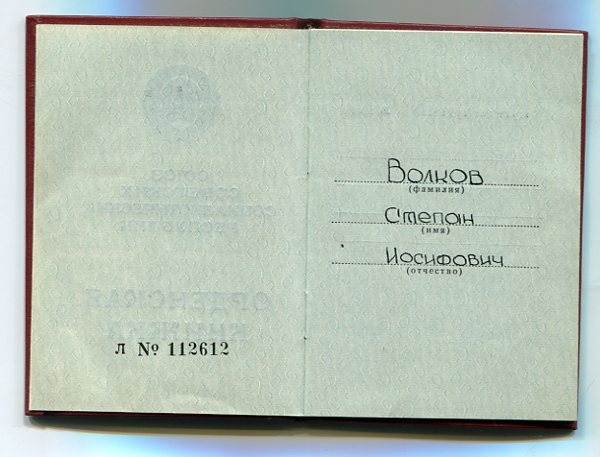 СОЮЗ
СОВЕТСКИХ
СОЦИАЛИСТИЧЕСКИХ
РЕСПУБЛИК
ОРДЕНСКАЯ
КНИЖКА
Л № 112612
Волков
(фамилия)
Степан
(имя)
Иосифович
(отчество)